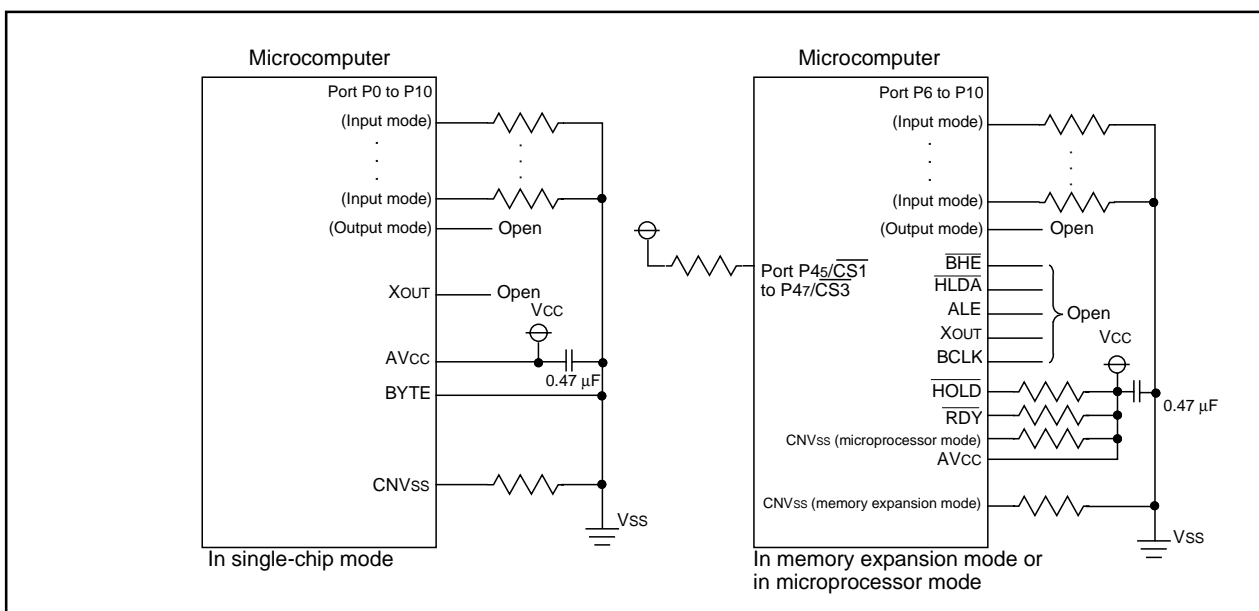 Microcomputer
Port P0 to P10
(Input mode)
(Input mode)
(Output mode)
Open
XOUT
Open
VCC
AVCC
0.47 µF
BYTE
CNVSS
VSS
In single-chip mode
Microcomputer
Port P6 to P10
(Input mode)
(Input mode)
(Output mode)
Open
Port P45/CS1
to P47/CS3
BHE
HLDA
ALE
XOUT
BCLK
Open
VCC
HOLD
RDY
0.47 µF
CNVSS (microprocessor mode)
AVCC
CNVSS (memory expansion mode)
VSS
In memory expansion mode or
in microprocessor mode